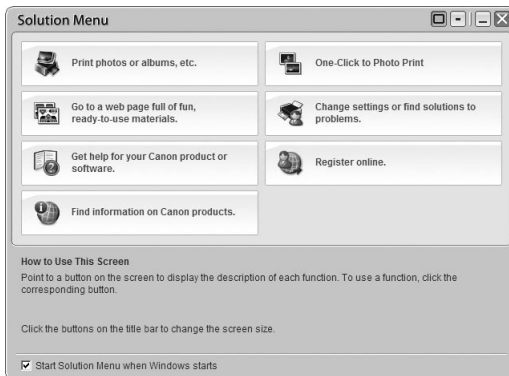 Solution Menu
Print photos or albums, etc.
One-Click to Photo Print
Go to a web page full of fun,
ready-to-use materials.
Change settings or find solutions to
problems.
Get help for your Canon product or
software.
Register online.
Find information on Canon products.
How to Use This Screen
Point to a button on the screen to display the description of each function. To use a function, click the
corresponding button.
Click the buttons on the title bar to change the screen size.
Start Solution Menu when Windows starts